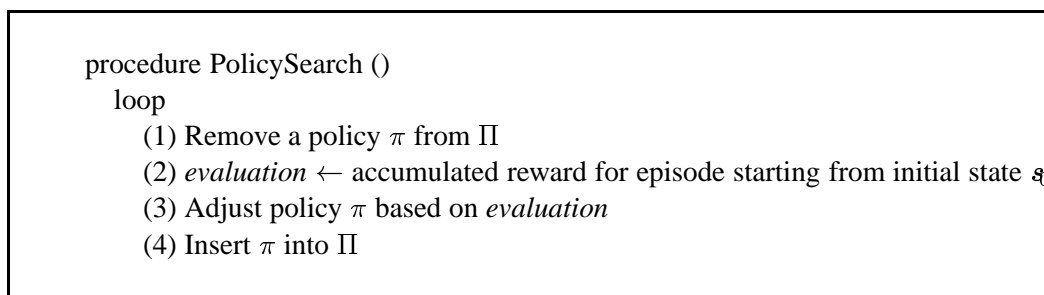 procedure PolicySearch ()
loop
(1) Remove a policy π from Π
(2) evaluation ← accumulated reward for episode starting from initial state
(3) Adjust policy π based on evaluation
(4) Insert π into Π